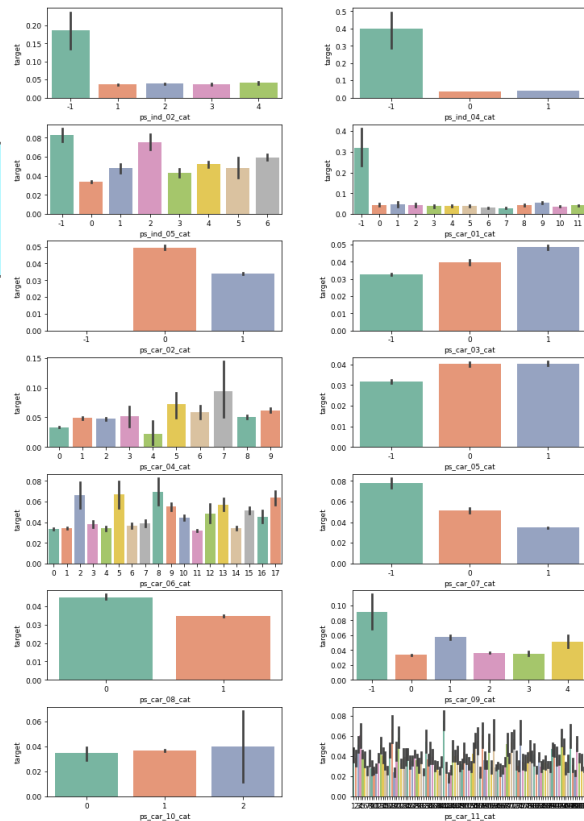 target
0.20
0.15
0.10
0.05
0.00
-1 1 2 3 4
ps_ind_02_cat
target
0.5
0.4
0.3
0.2
0.1
0.0
-1 0 1
ps_ind_04_cat
target
0.08
0.06
0.04
0.02
0.00
-1 0 1 2 3 4 5 6
ps_ind_05_cat
target
0.4
0.3
0.2
0.1
0.0
-1 0 1 2 3 4 5 6 7 8 9 10 11
ps_car_01_cat
target
0.05
0.04
0.03
0.02
0.01
0.00
-1 0 1
ps_car_02_cat
target
0.05
0.04
0.03
0.02
0.01
0.00
-1 0 1
ps_car_03_cat
target
0.15
0.10
0.05
0.00
0 1 2 3 4 5 6 7 8 9
ps_car_04_cat
target
0.04
0.03
0.02
0.01
0.00
-1 0 1
ps_car_05_cat
target
0.08
0.06
0.04
0.02
0.00
0 1 2 3 4 5 6 7 8 9 10 11 12 13 14 15 16 17
ps_car_06_cat
target
0.08
0.06
0.04
0.02
0.00
-1 0 1
ps_car_07_cat
target
0.04
0.03
0.02
0.01
0.00
0 1
ps_car_08_cat
target
0.10
0.08
0.06
0.04
0.02
0.00
-1 0 1 2 3 4
ps_car_09_cat
target
0.06
0.04
0.02
0.00
0 1 2
ps_car_10_cat
target
0.08
0.06
0.04
0.02
0.00
ps_car_11_cat